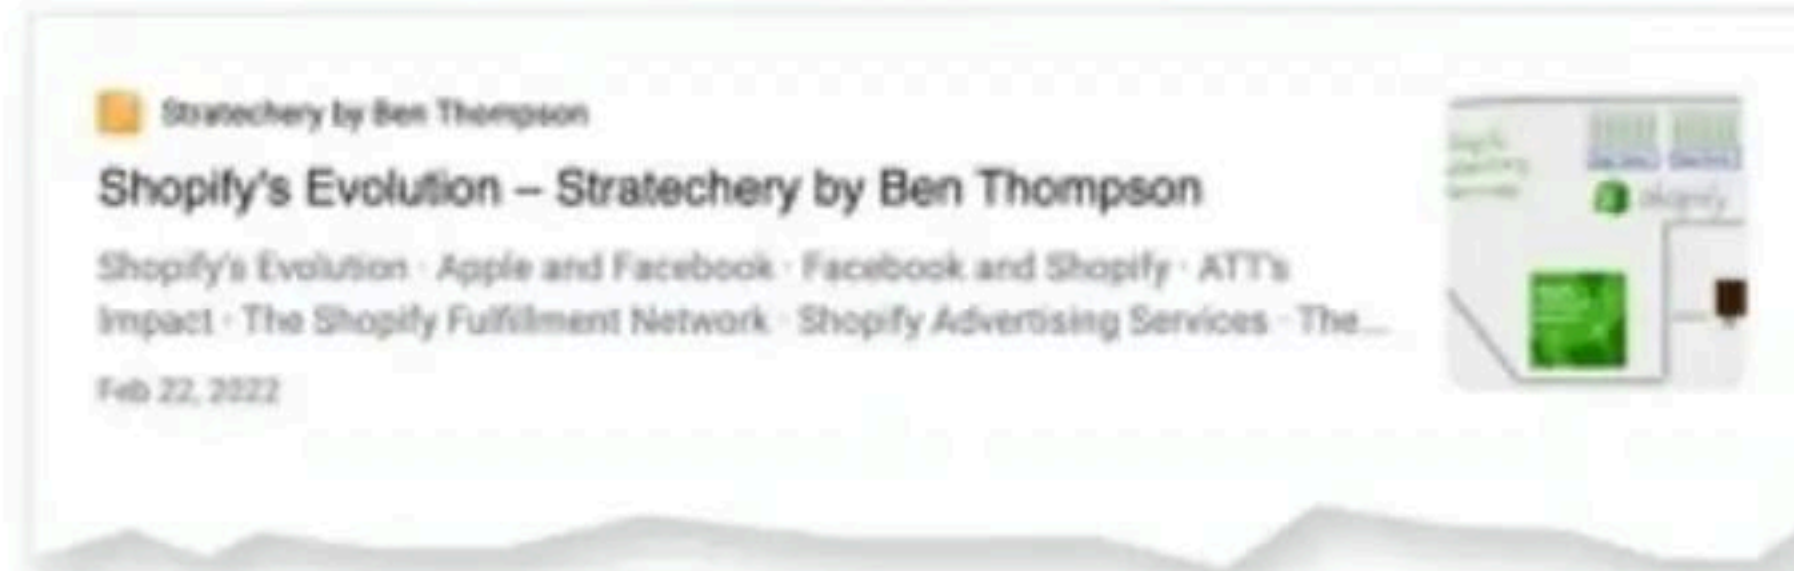 Stratechery by Ben Thompson
Shopify's Evolution – Stratechery by Ben Thompson
Shopify's Evolution · Apple and Facebook · Facebook and Shopify · ATT's
Impact · The Shopify Fulfillment Network · Shopify Advertising Services · The...
Feb 22, 2022
shopify